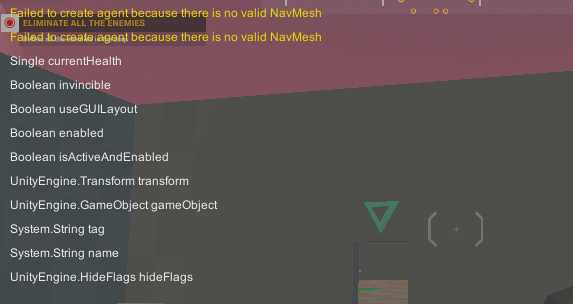 Failed to create agent because there is no valid NavMesh
ELIMINATE ALL THE ENEMIES
Failed to create agent because there is no valid NavMesh
Single currentHealth
Boolean invincible
Boolean useGUILayout
Boolean enabled
Boolean isActiveAndEnabled
UnityEngine.Transform transform
UnityEngine.GameObject gameObject
System.String tag
System.String name
UnityEngine.HideFlags hideFlags